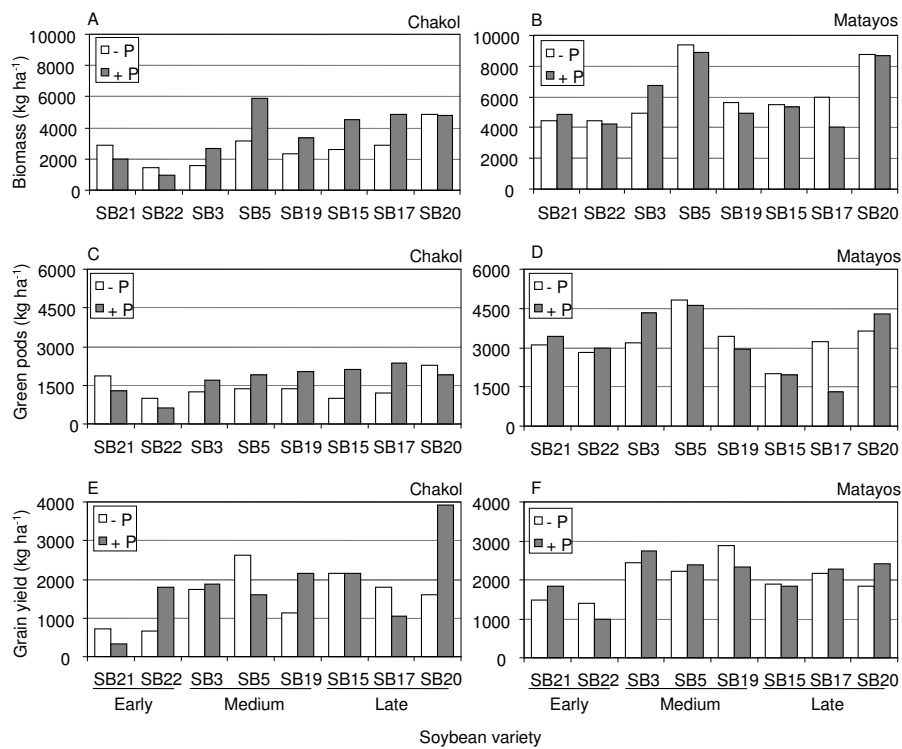 A Chakol
10000
8000
6000
4000
2000
0
Biomass (kg ha-1)
- P
+ P
SB21 SB22 SB3 SB5 SB19 SB15 SB17 SB20
B Matayos
10000
8000
6000
4000
2000
0
- P
+ P
SB21 SB22 SB3 SB5 SB19 SB15 SB17 SB20
C Chakol
6000
4500
3000
1500
0
Green pods (kg ha-1)
- P
+ P
SB21 SB22 SB3 SB5 SB19 SB15 SB17 SB20
D Matayos
6000
4500
3000
1500
0
- P
+ P
SB21 SB22 SB3 SB5 SB19 SB15 SB17 SB20
E Chakol
4000
3000
2000
1000
0
Grain yield (kg ha-1)
- P
+ P
SB21 SB22 SB3 SB5 SB19 SB15 SB17 SB20
Early Medium Late
F Matayos
4000
3000
2000
1000
0
- P
+ P
SB21 SB22 SB3 SB5 SB19 SB15 SB17 SB20
Early Medium Late
Soybean variety